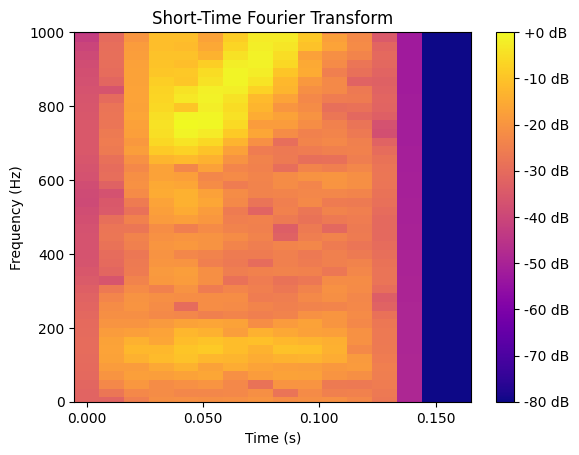 Short-Time Fourier Transform
1000
800
600
400
200
0
Frequency (Hz)
0.000
0.050
0.100
0.150
Time (s)
+0 dB
-10 dB
-20 dB
-30 dB
-40 dB
-50 dB
-60 dB
-70 dB
-80 dB